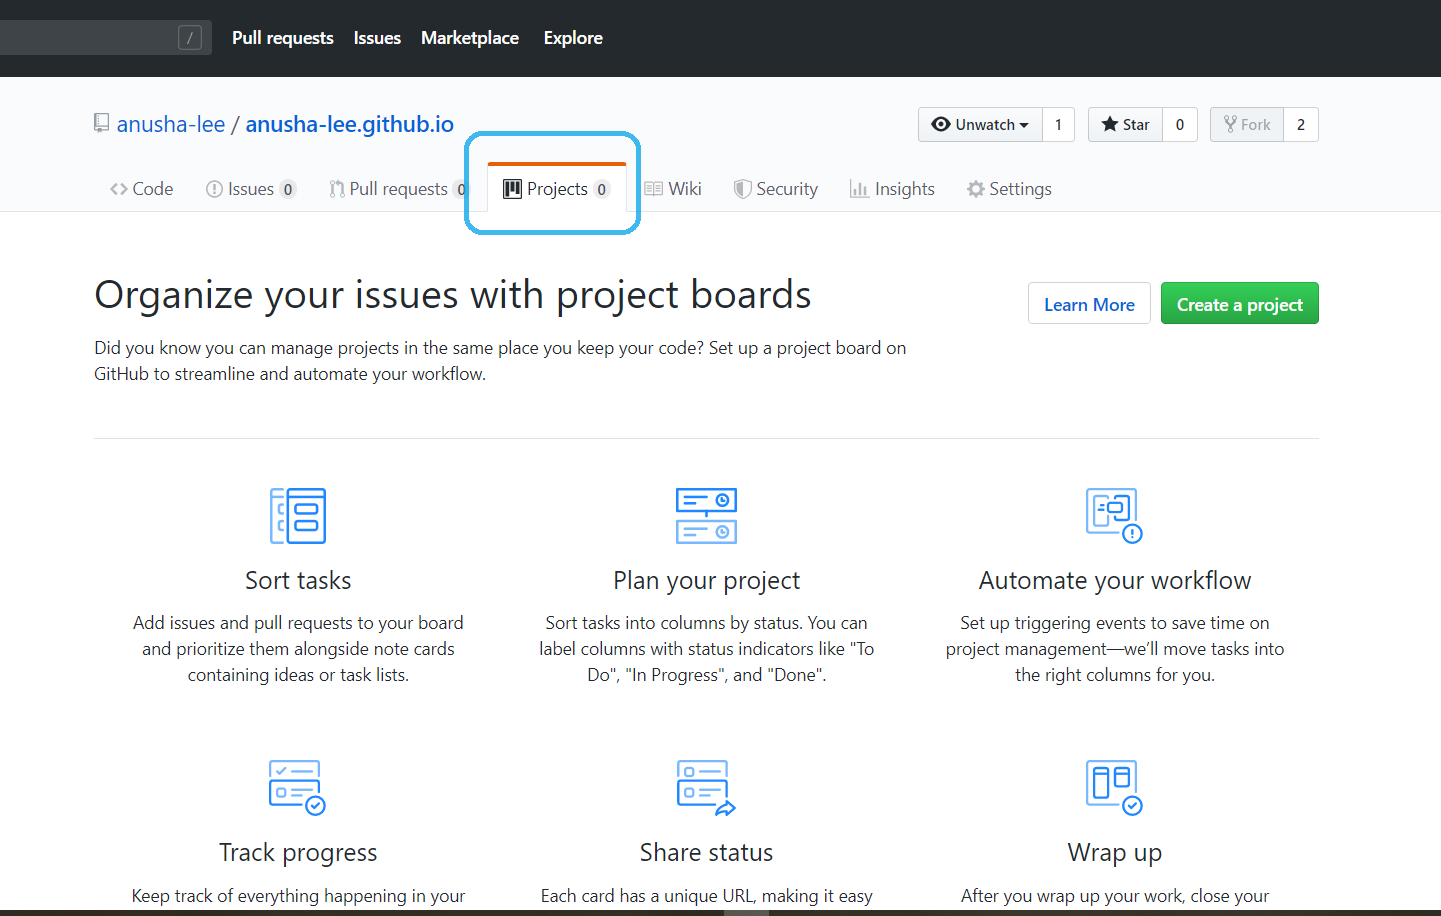 / Pull requests Issues Marketplace Explore
anusha-lee / anusha-lee.github.io Unwatch 1 Star 0 Fork 2
Code Issues 0 Pull requests 0 Projects 0 Wiki Security Insights Settings
Organize your issues with project boards
Learn More Create a project
Did you know you can manage projects in the same place you keep your code? Set up a project board on
GitHub to streamline and automate your workflow.
Sort tasks
Add issues and pull requests to your board
and prioritize them alongside note cards
containing ideas or task lists.
Plan your project
Sort tasks into columns by status. You can
label columns with status indicators like "To
Do", "In Progress", and "Done".
Automate your workflow
Set up triggering events to save time on
project management—we’ll move tasks into
the right columns for you.
Track progress
Keep track of everything happening in your
Share status
Each card has a unique URL, making it easy
Wrap up
After you wrap up your work, close your